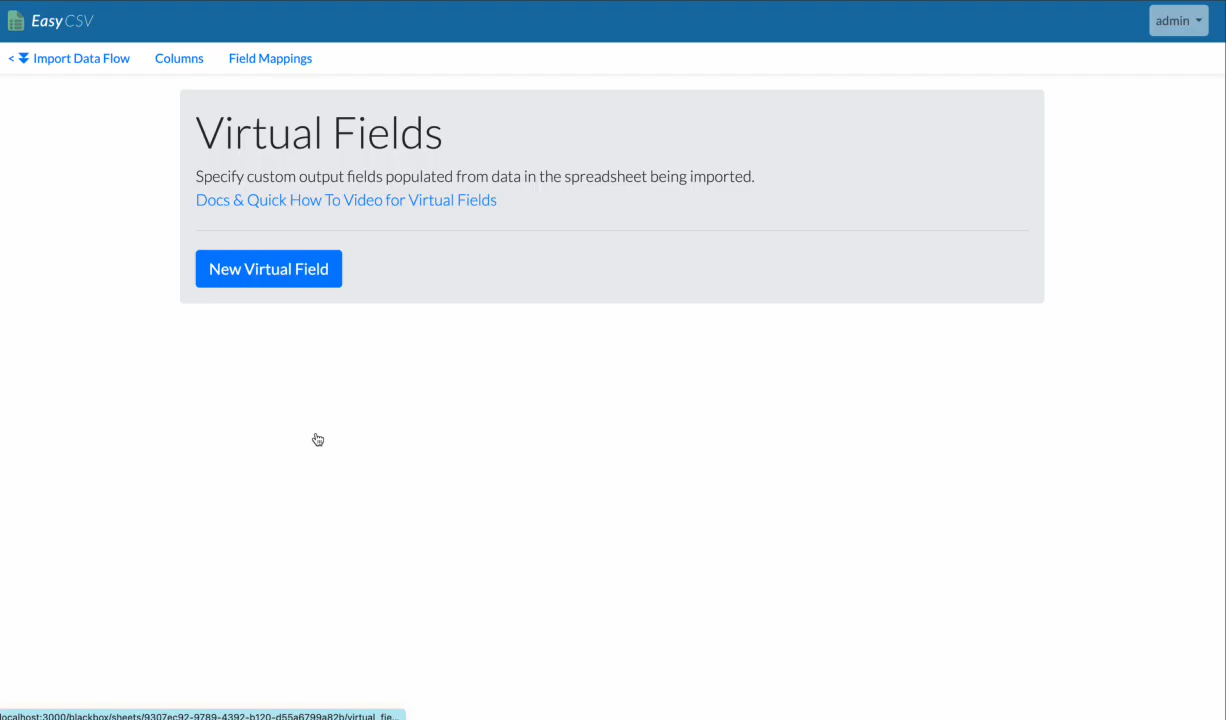 EasyCSV
admin
< Import Data Flow Columns Field Mappings
Virtual Fields
Specify custom output fields populated from data in the spreadsheet being imported.
Docs & Quick How To Video for Virtual Fields
New Virtual Field
localhost:3000/blackbox/sheets/9307ec92-9789-4392-b120-d55a6799a82b/virtual_fie...